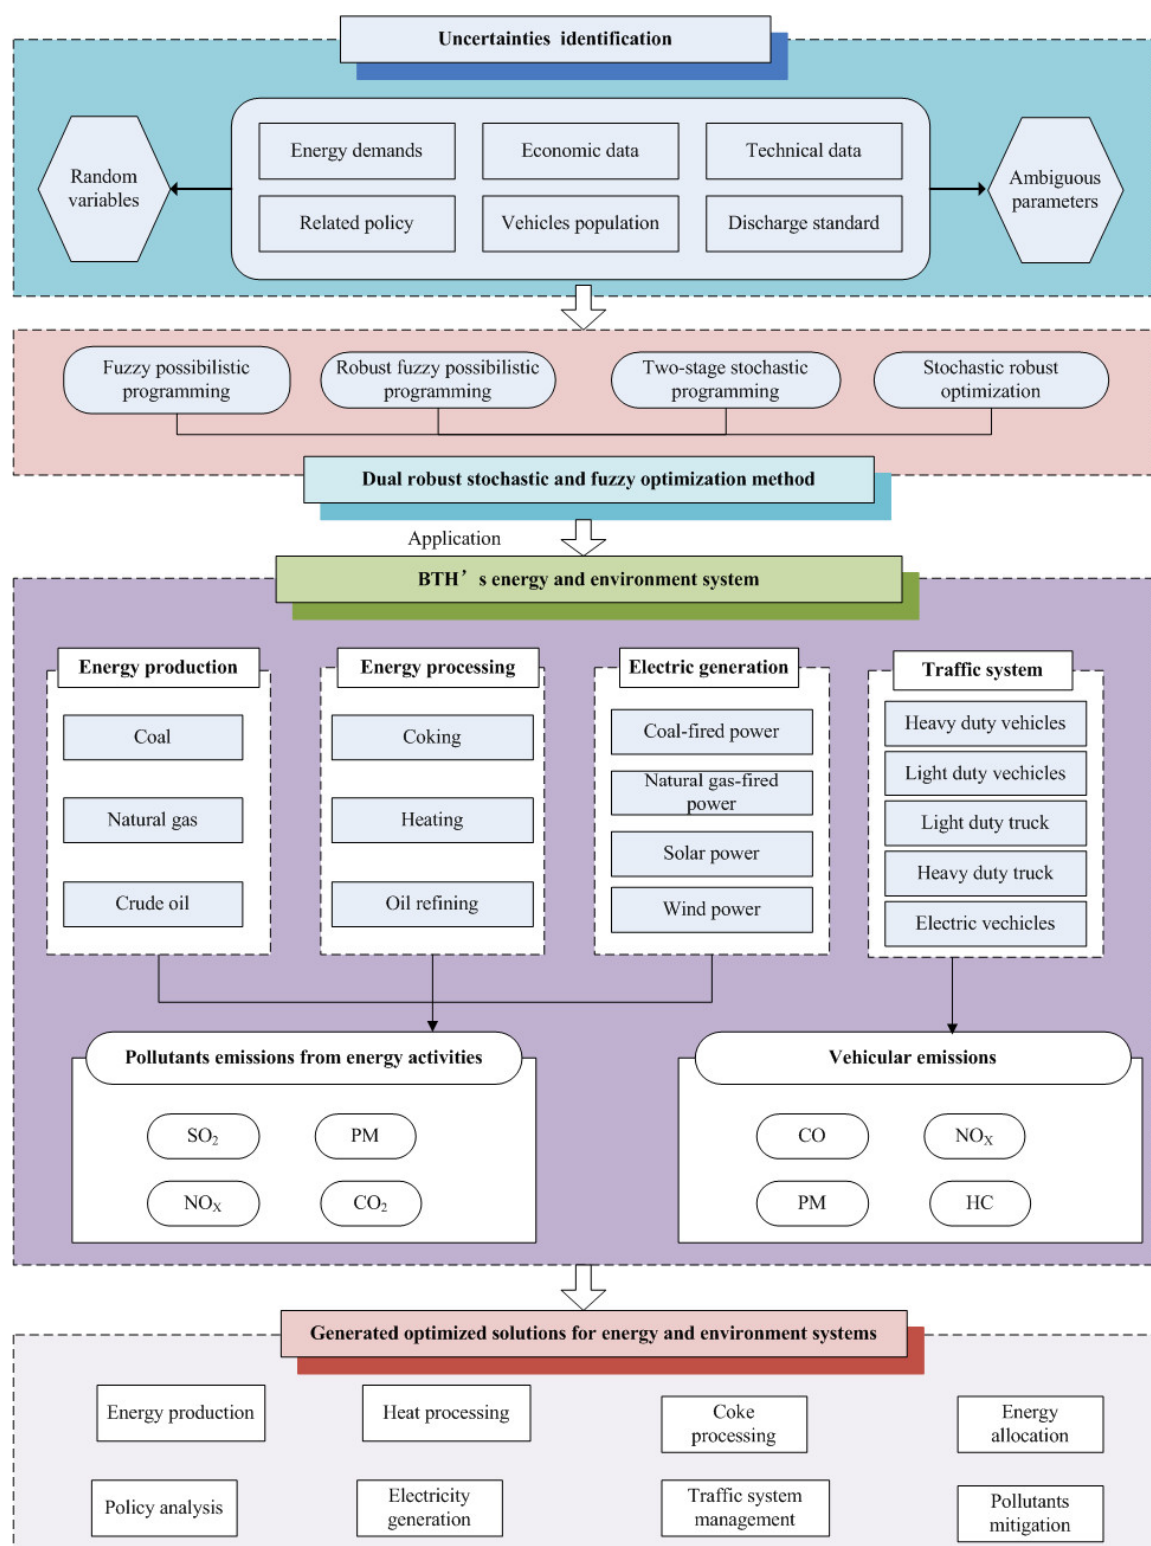 Uncertainties identification
Energy demands
Economic data
Technical data
Random
variables
Ambiguous
parameters
Related policy
Vehicles population
Discharge standard
Fuzzy possibilistic
programming
Robust fuzzy possibilistic
programming
Two-stage stochastic
programming
Stochastic robust
optimization
Dual robust stochastic and fuzzy optimization method
Application
BTH’ s energy and environment system
Energy production
Coal
Natural gas
Crude oil
Energy processing
Coking
Heating
Oil refining
Electric generation
Coal-fired power
Natural gas-fired
power
Solar power
Wind power
Traffic system
Heavy duty vehicles
Light duty vechicles
Light duty truck
Heavy duty truck
Electric vechicles
Pollutants emissions from energy activities
SO₂
PM
NOₓ
CO₂
Vehicular emissions
CO
NOₓ
PM
HC
Generated optimized solutions for energy and environment systems
Energy production
Heat processing
Coke
processing
Energy
allocation
Policy analysis
Electricity
generation
Traffic system
management
Pollutants
mitigation